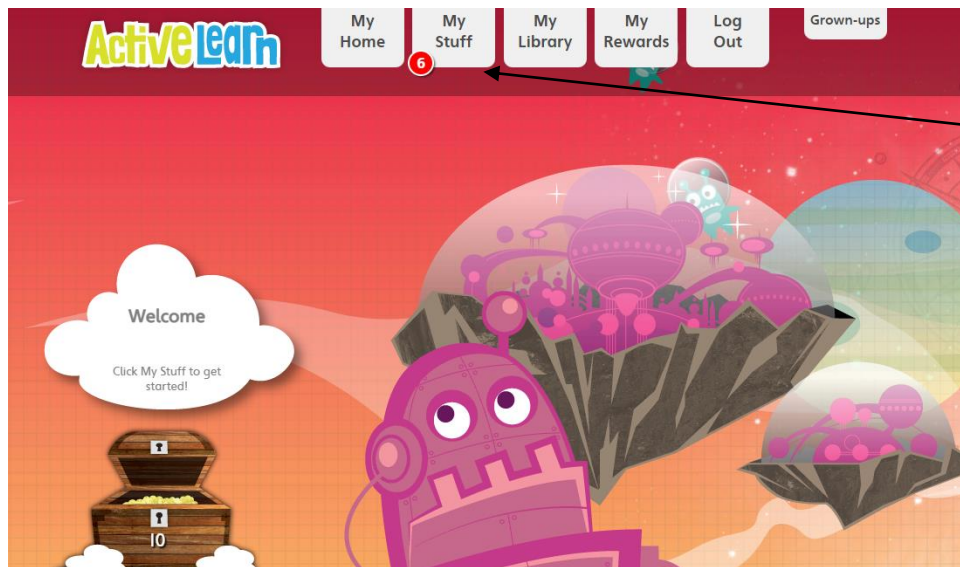 ActiveLearn
My Home
My Stuff
6
My Library
My Rewards
Log Out
Grown-ups
Welcome
Click My Stuff to get
started!
10